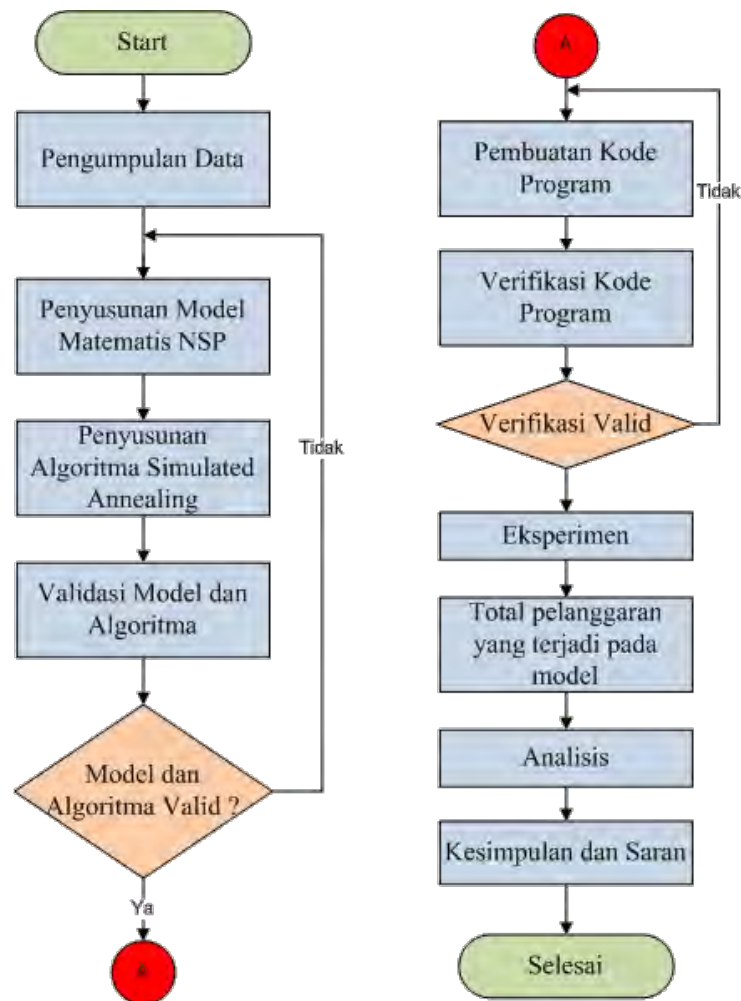 Start
Pengumpulan Data
Penyusunan Model
Matematis NSP
Penyusunan
Algoritma Simulated
Annealing
Tidak
Validasi Model dan
Algoritma
Model dan
Algoritma Valid ?
Ya
A
A
Pembuatan Kode
Program
Tidak
Verifikasi Kode
Program
Verifikasi Valid
Eksperimen
Total pelanggaran
yang terjadi pada
model
Analisis
Kesimpulan dan Saran
Selesai